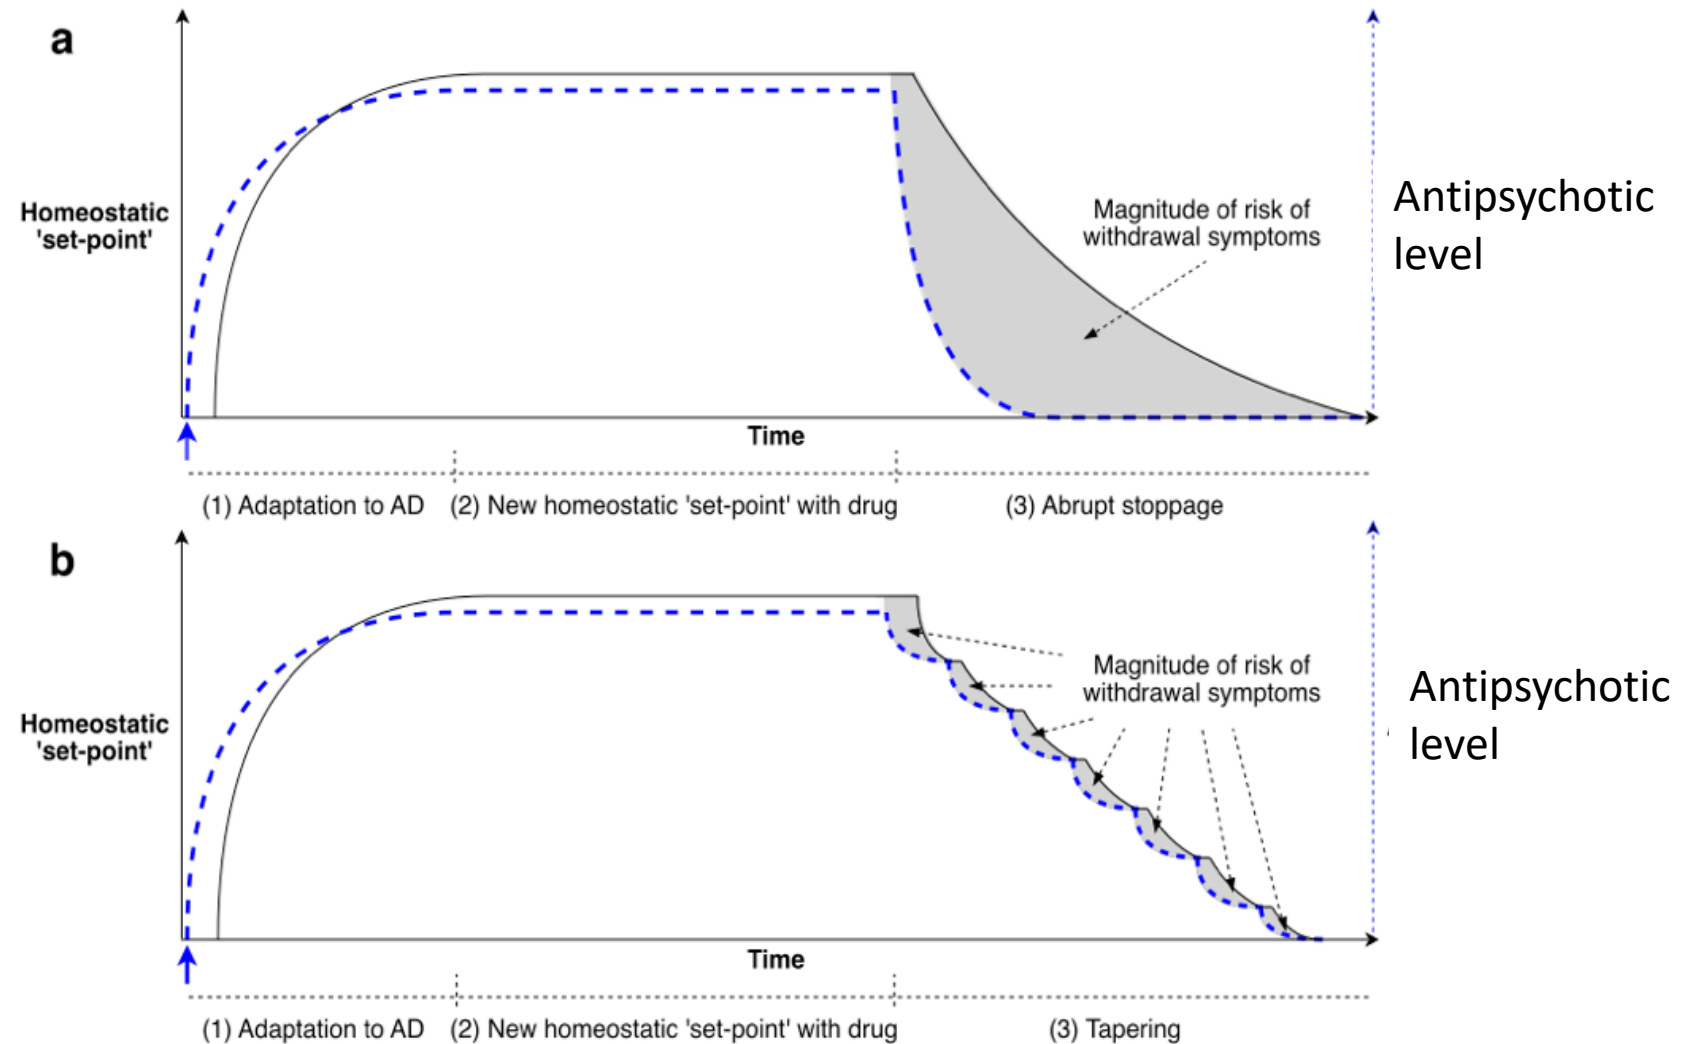 a
Homeostatic
'set-point'
Magnitude of risk of
withdrawal symptoms
Antipsychotic
level
Time
(1) Adaptation to AD
(2) New homeostatic 'set-point' with drug
(3) Abrupt stoppage
b
Homeostatic
'set-point'
Magnitude of risk of
withdrawal symptoms
Antipsychotic
level
Time
(1) Adaptation to AD
(2) New homeostatic 'set-point' with drug
(3) Tapering